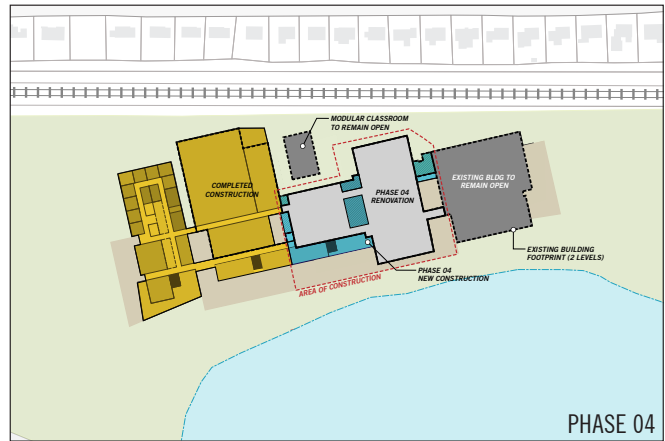 MODULAR CLASSROOM
TO REMAIN OPEN
COMPLETED
CONSTRUCTION
PHASE 04
RENOVATION
EXISTING BLDG TO
REMAIN OPEN
EXISTING BUILDING
FOOTPRINT (2 LEVELS)
PHASE 04
NEW CONSTRUCTION
AREA OF CONSTRUCTION
PHASE 04